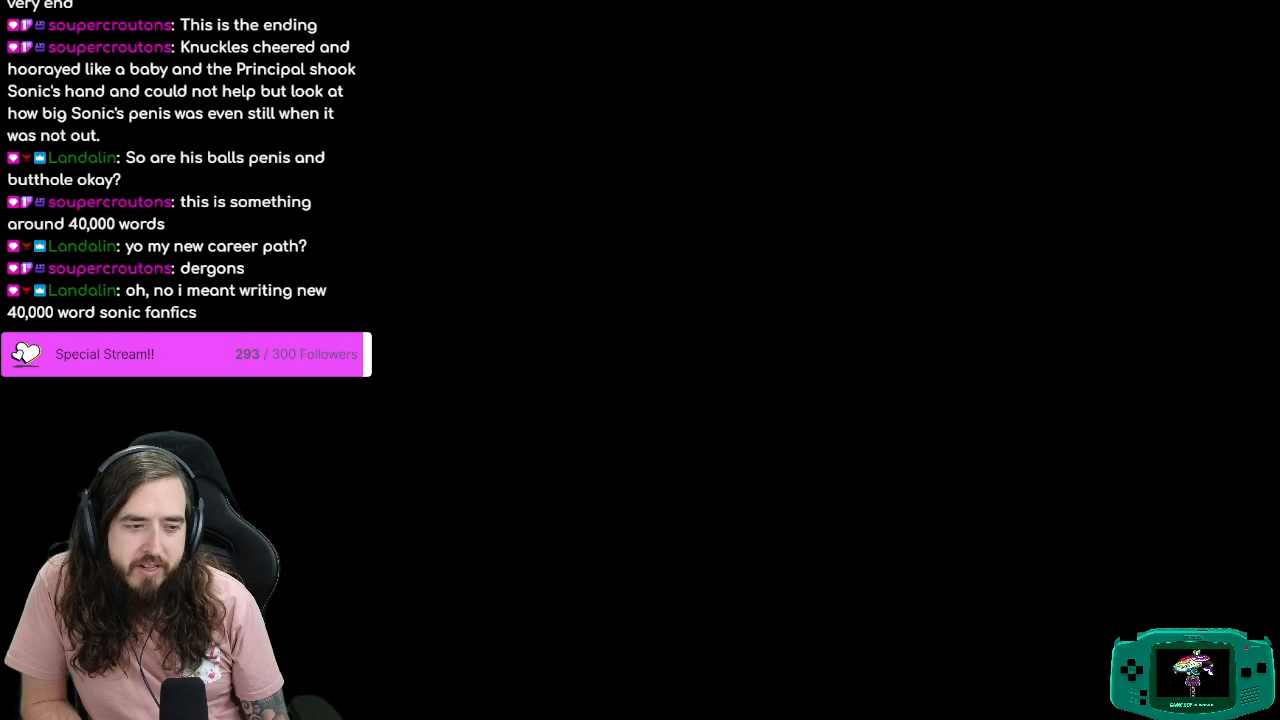 very end
soupercroutons: This is the ending
soupercroutons: Knuckles cheered and
hoorayed like a baby and the Principal shook
Sonic's hand and could not help but look at
how big Sonic's penis was even still when it
was not out.
Landalin: So are his balls penis and
butthole okay?
soupercroutons: this is something
around 40,000 words
Landalin: yo my new career path?
soupercroutons: dergons
Landalin: oh, no i meant writing new
40,000 word sonic fanfics
Special Stream!! 293 / 300 Followers